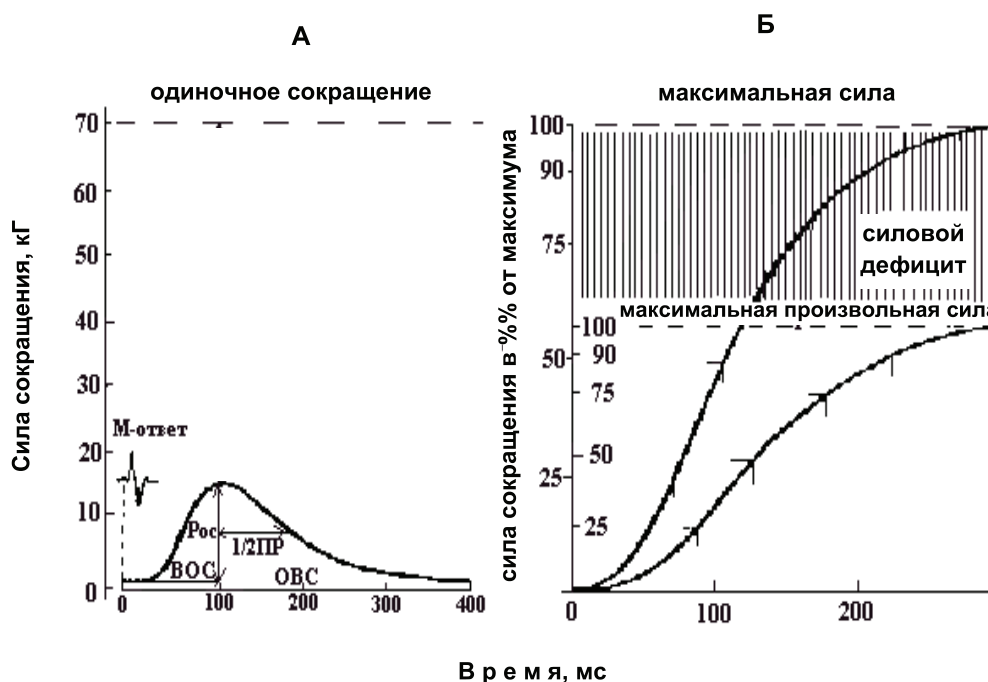 А
одиночное сокращение
Сила сокращения, кГ
70
60
50
40
30
20
10
0
М-ответ
Рос
1/2ПР
ВОС
ОВС
0
100
200
300
400
Б
максимальная сила
сила сокращения в %% от максимума
100
90
75
50
25
силовой
дефицит
максимальная произвольная сила
100
90
75
50
25
0
100
200
В р е м я, мс